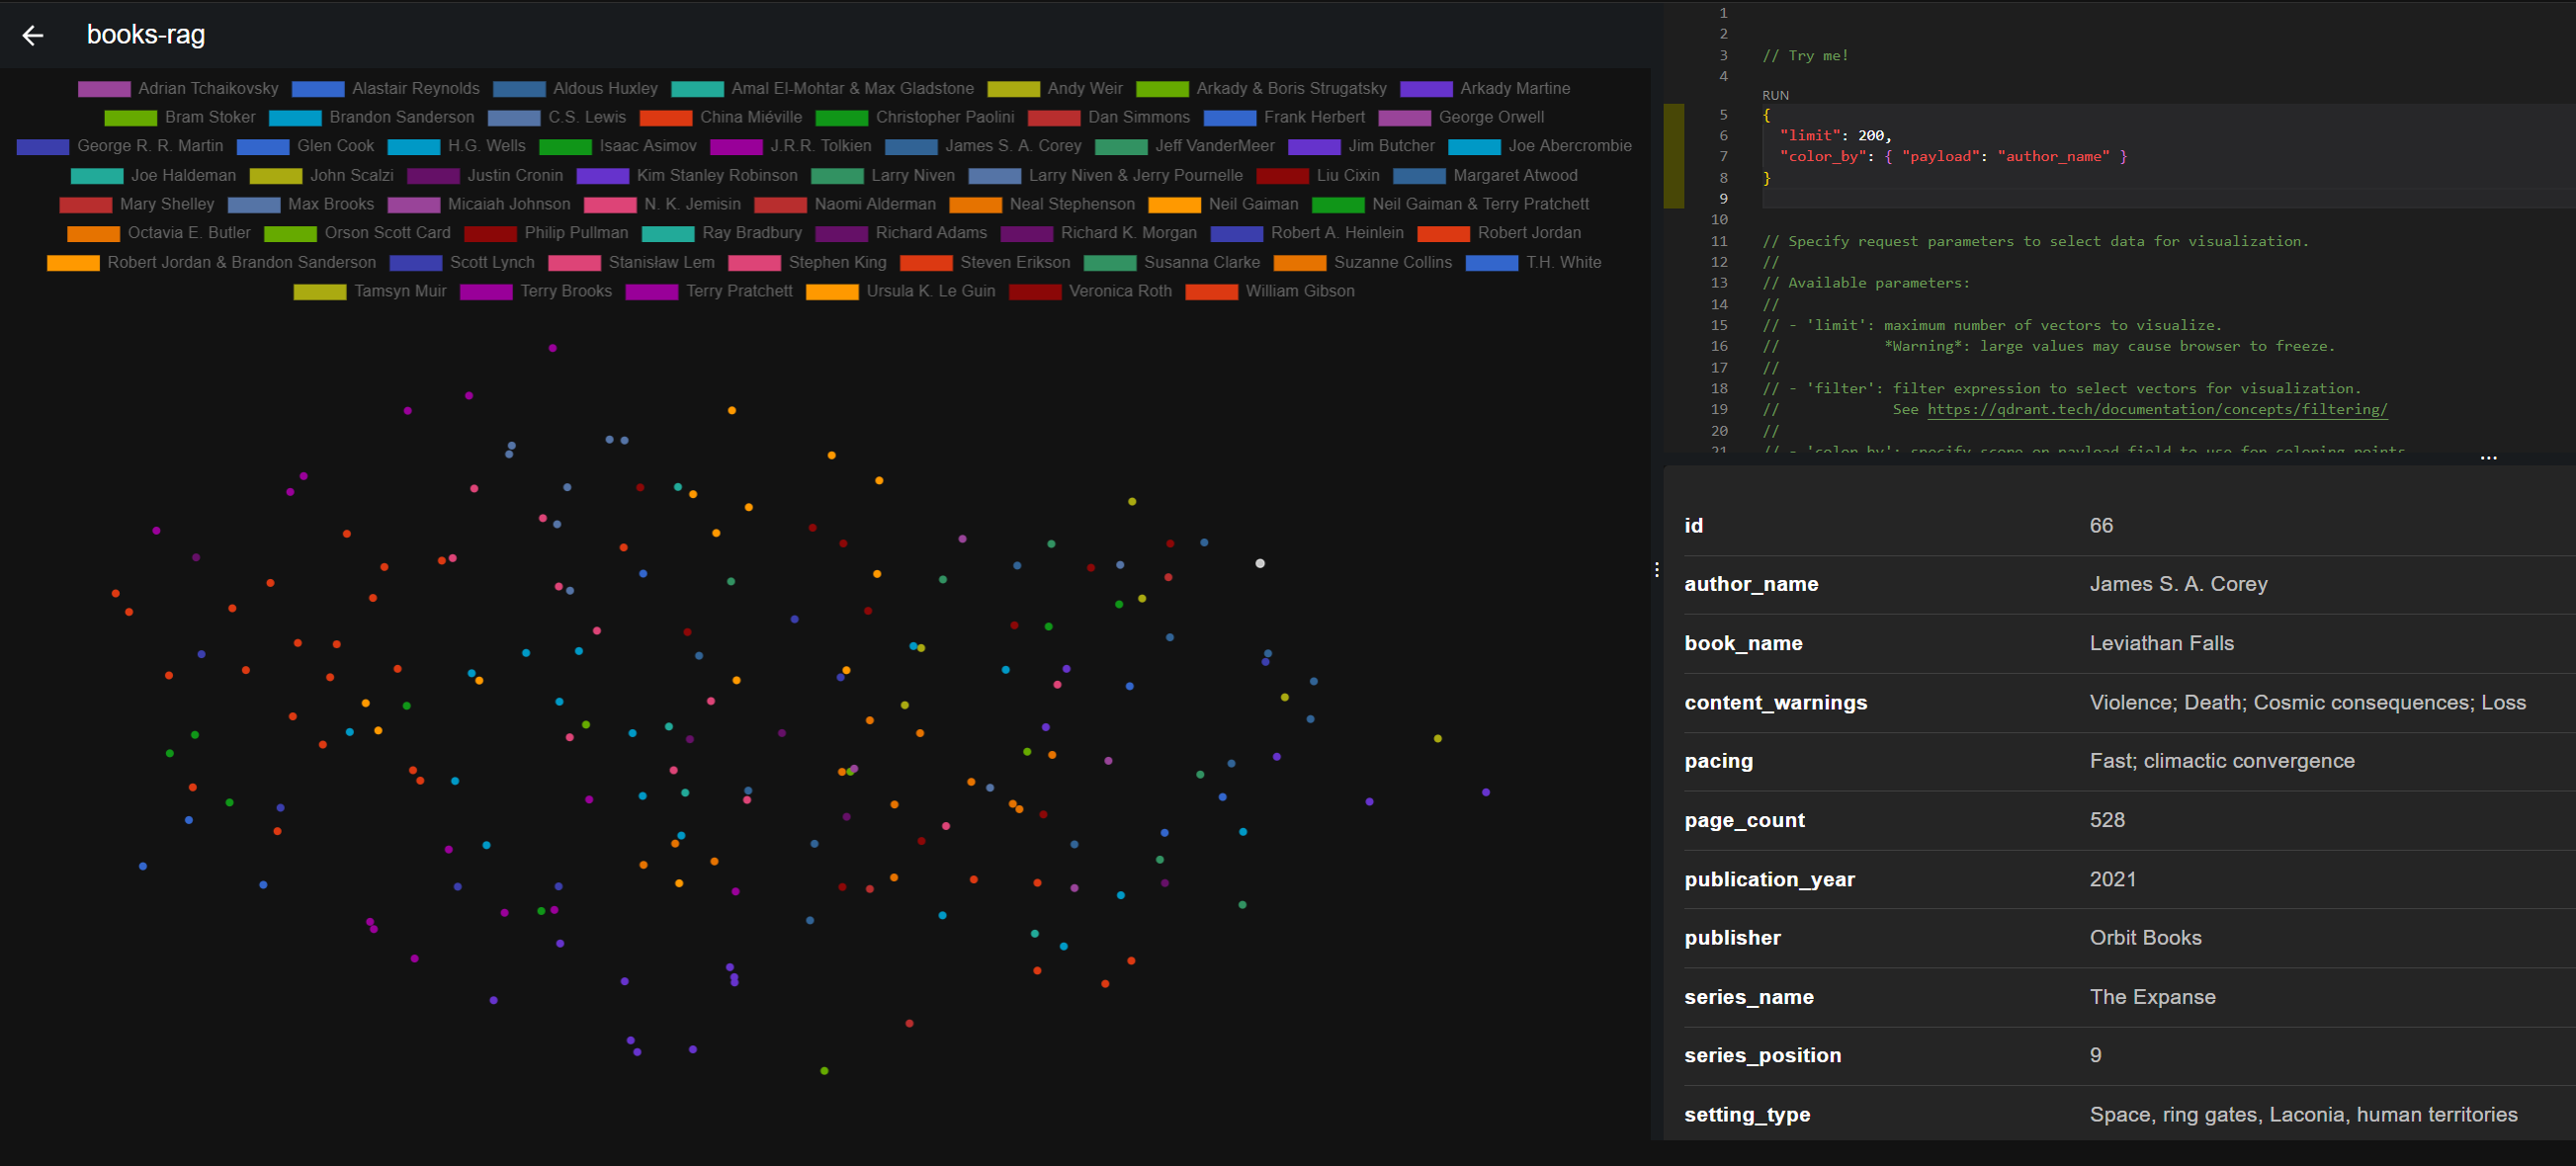 books-rag
Adrian Tchaikovsky Alastair Reynolds Aldous Huxley Amal El-Mohtar & Max Gladstone Andy Weir Arkady & Boris Strugatsky Arkady Martine
Bram Stoker Brandon Sanderson C.S. Lewis China Miéville Christopher Paolini Dan Simmons Frank Herbert George Orwell
George R. R. Martin Glen Cook H.G. Wells Isaac Asimov J.R.R. Tolkien James S. A. Corey Jeff VanderMeer Jim Butcher Joe Abercrombie
Joe Haldeman John Scalzi Justin Cronin Kim Stanley Robinson Larry Niven Larry Niven & Jerry Pournelle Liu Cixin Margaret Atwood
Mary Shelley Max Brooks Micaiah Johnson N. K. Jemisin Naomi Alderman Neal Stephenson Neil Gaiman Neil Gaiman & Terry Pratchett
Octavia E. Butler Orson Scott Card Philip Pullman Ray Bradbury Richard Adams Richard K. Morgan Robert A. Heinlein Robert Jordan
Robert Jordan & Brandon Sanderson Scott Lynch Stanisław Lem Stephen King Steven Erikson Susanna Clarke Suzanne Collins T.H. White
Tamsyn Muir Terry Brooks Terry Pratchett Ursula K. Le Guin Veronica Roth William Gibson
1
2
3 // Try me!
4
RUN
5 {
6 "limit": 200,
7 "color_by": { "payload": "author_name" }
8 }
9
10
11 // Specify request parameters to select data for visualization.
12 //
13 // Available parameters:
14 //
15 // - 'limit': maximum number of vectors to visualize.
16 // *Warning*: large values may cause browser to freeze.
17 //
18 // - 'filter': filter expression to select vectors for visualization.
19 // See https://qdrant.tech/documentation/concepts/filtering/
20 //
21 // - 'color_by': specify score or payload field to use for coloring points.
id 66
author_name James S. A. Corey
book_name Leviathan Falls
content_warnings Violence; Death; Cosmic consequences; Loss
pacing Fast; climactic convergence
page_count 528
publication_year 2021
publisher Orbit Books
series_name The Expanse
series_position 9
setting_type Space, ring gates, Laconia, human territories